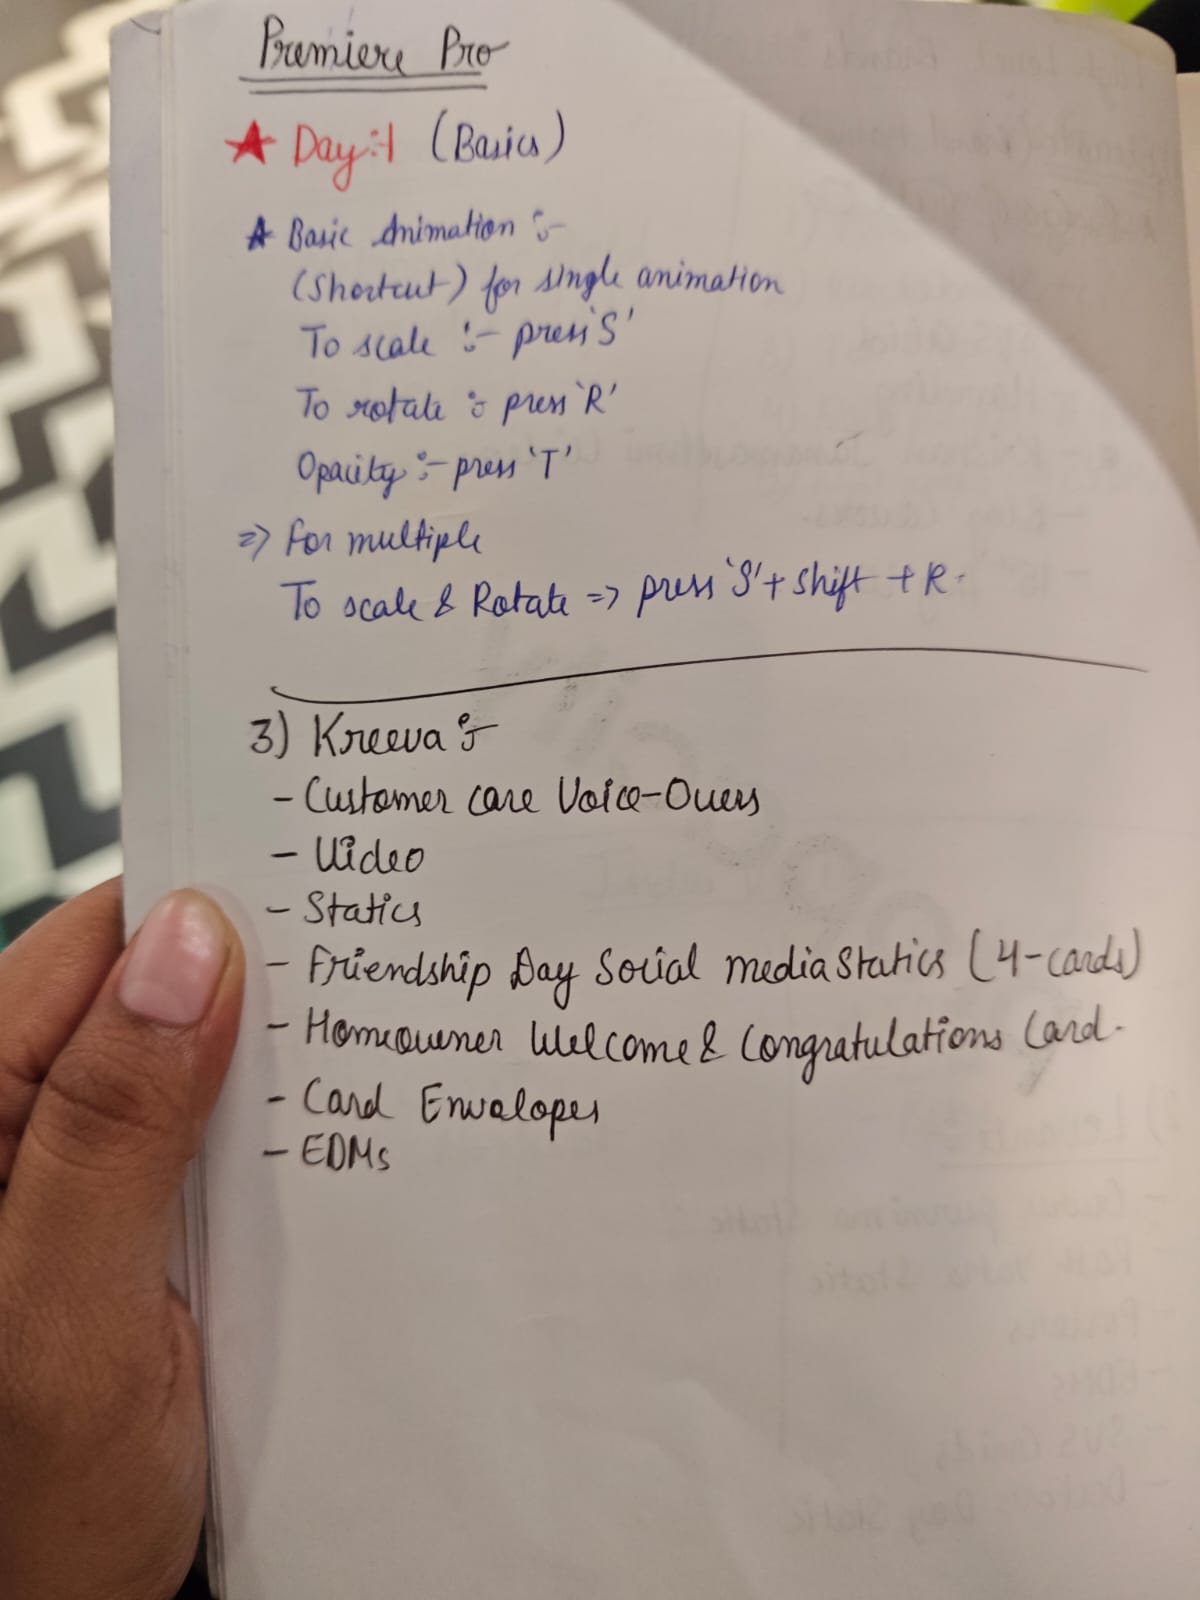 Premiere Pro
★ Day:-1 (Basics)
★ Basic Animation :-
(Shortcut) for single animation
To scale :- press 'S'
To rotate :- press 'R'
Opacity :- press 'T'
=> For multiple
To scale & Rotate => press 'S' + Shift + R.
3) Kreeva :-
- Customer care Voice-Overs
- Video
- Statics
- Friendship Day Social media Statics (4-cards)
- Homeowner Welcome & Congratulations Card.
- Card Envelopes
- EDMs